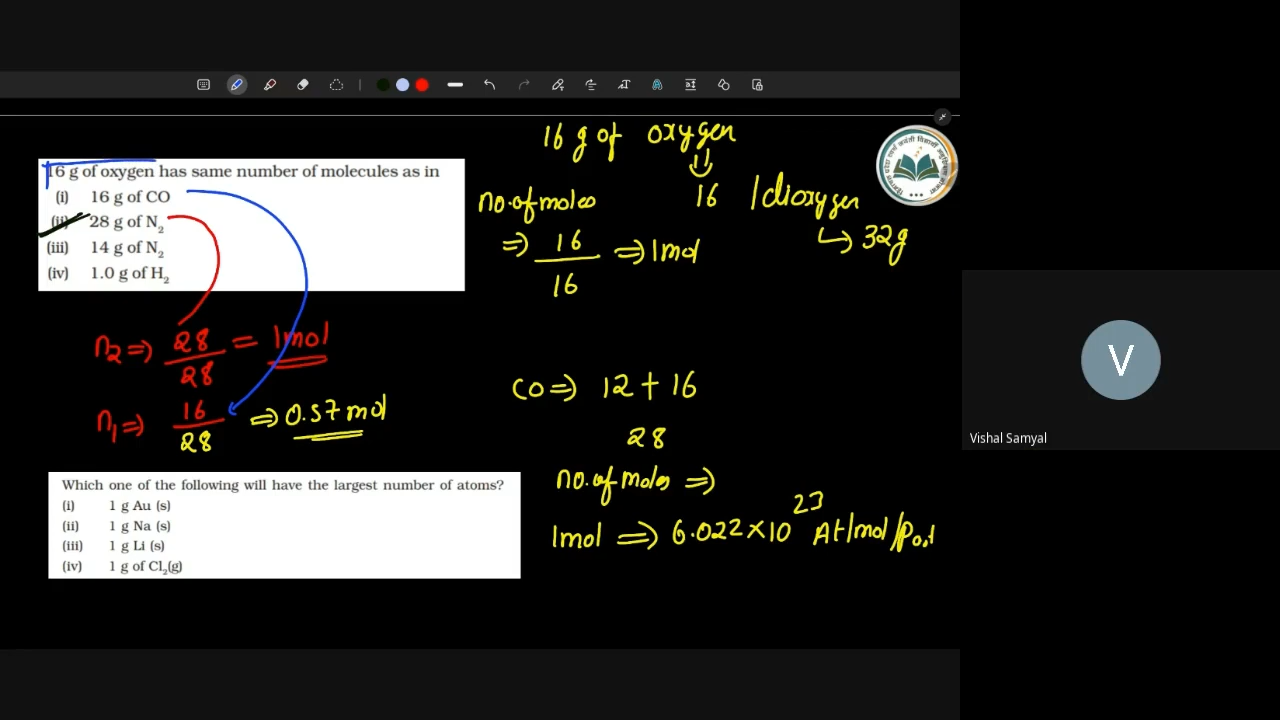 16 g of oxygen
16 g of oxygen has same number of molecules as in
(i) 16 g of CO
(ii) 28 g of N2
(iii) 14 g of N2
(iv) 1.0 g of H2
no. of moles
16 | dioxygen
↳ 32g
⇒ 16/16 ⇒ 1mol
n2 ⇒ 28/28 = 1mol
n1 ⇒ 16/28 ⇒ 0.57 mol
CO ⇒ 12 + 16
28
no. of moles ⇒
1mol ⇒ 6.022 × 10^23 At/mol/
Which one of the following will have the largest number of atoms?
(i) 1 g Au (s)
(ii) 1 g Na (s)
(iii) 1 g Li (s)
(iv) 1 g of Cl2(g)
V
Vishal Samyal